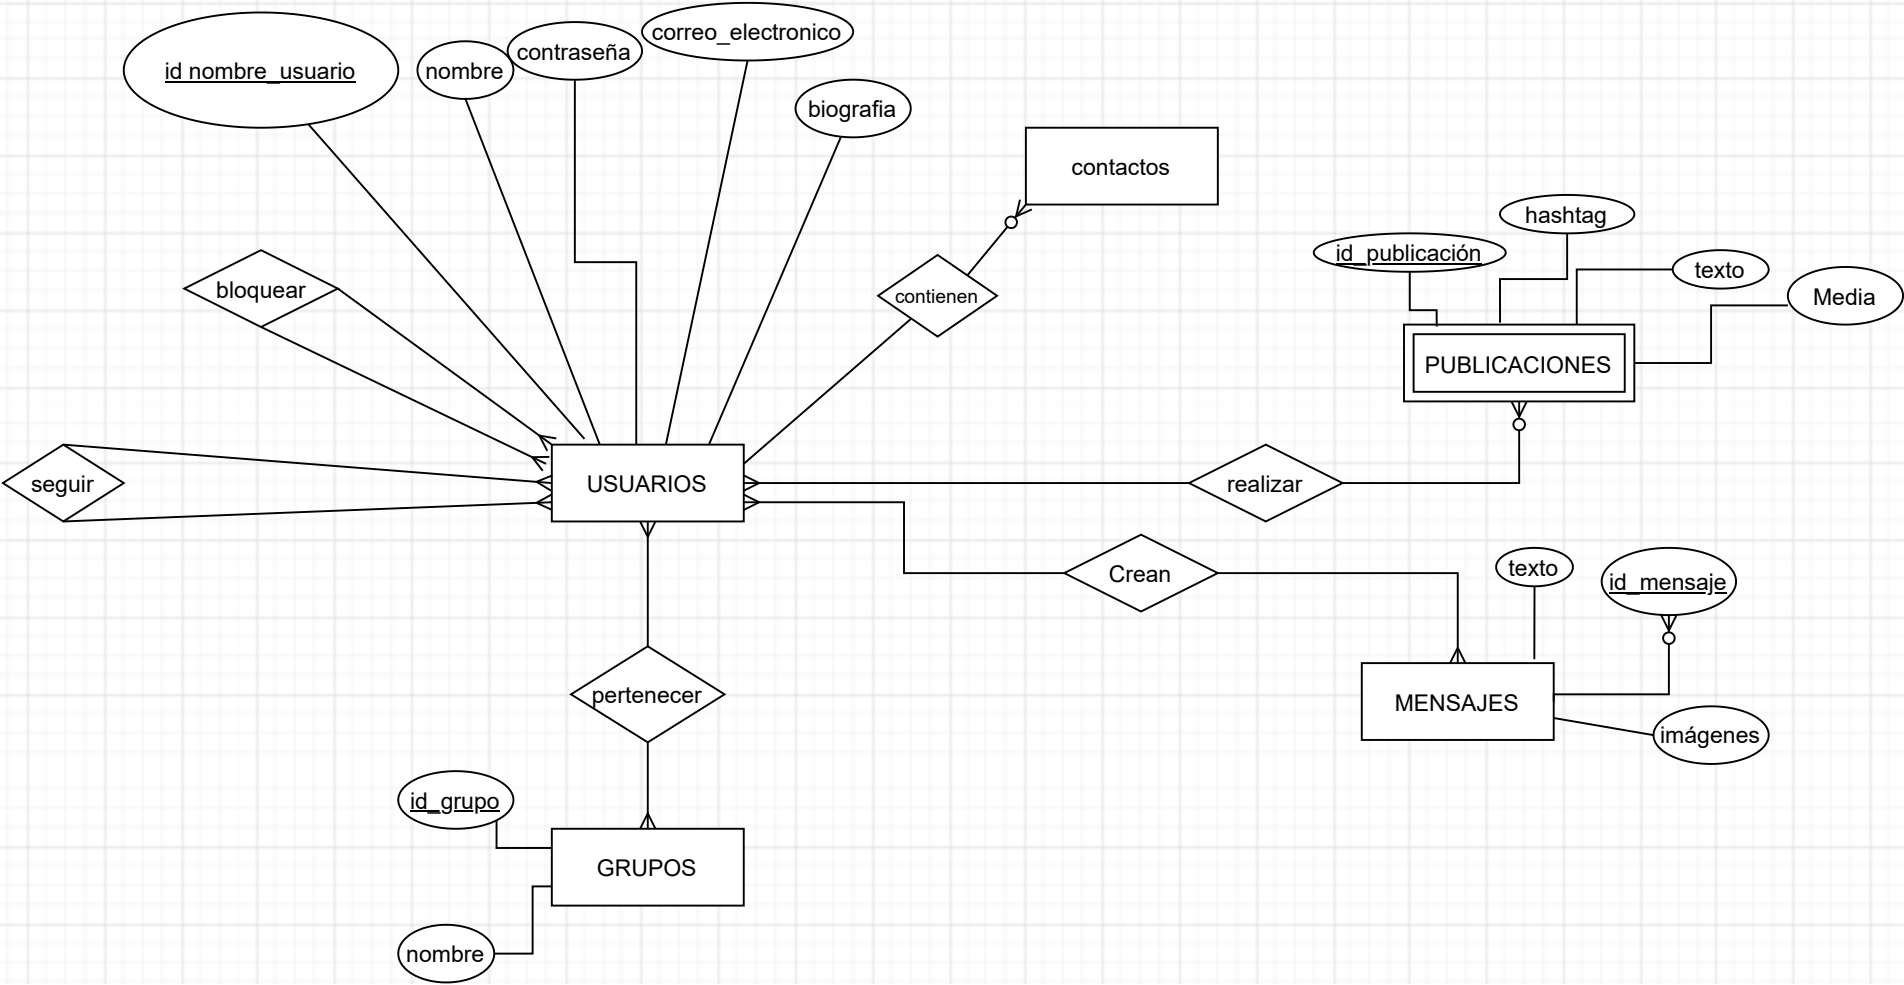 id nombre_usuario
nombre
contraseña
correo_electronico
biografia
contactos
hashtag
id_publicación
texto
Media
bloquear
contienen
PUBLICACIONES
seguir
USUARIOS
realizar
Crean
texto
id_mensaje
pertenecer
MENSAJES
imágenes
id_grupo
GRUPOS
nombre